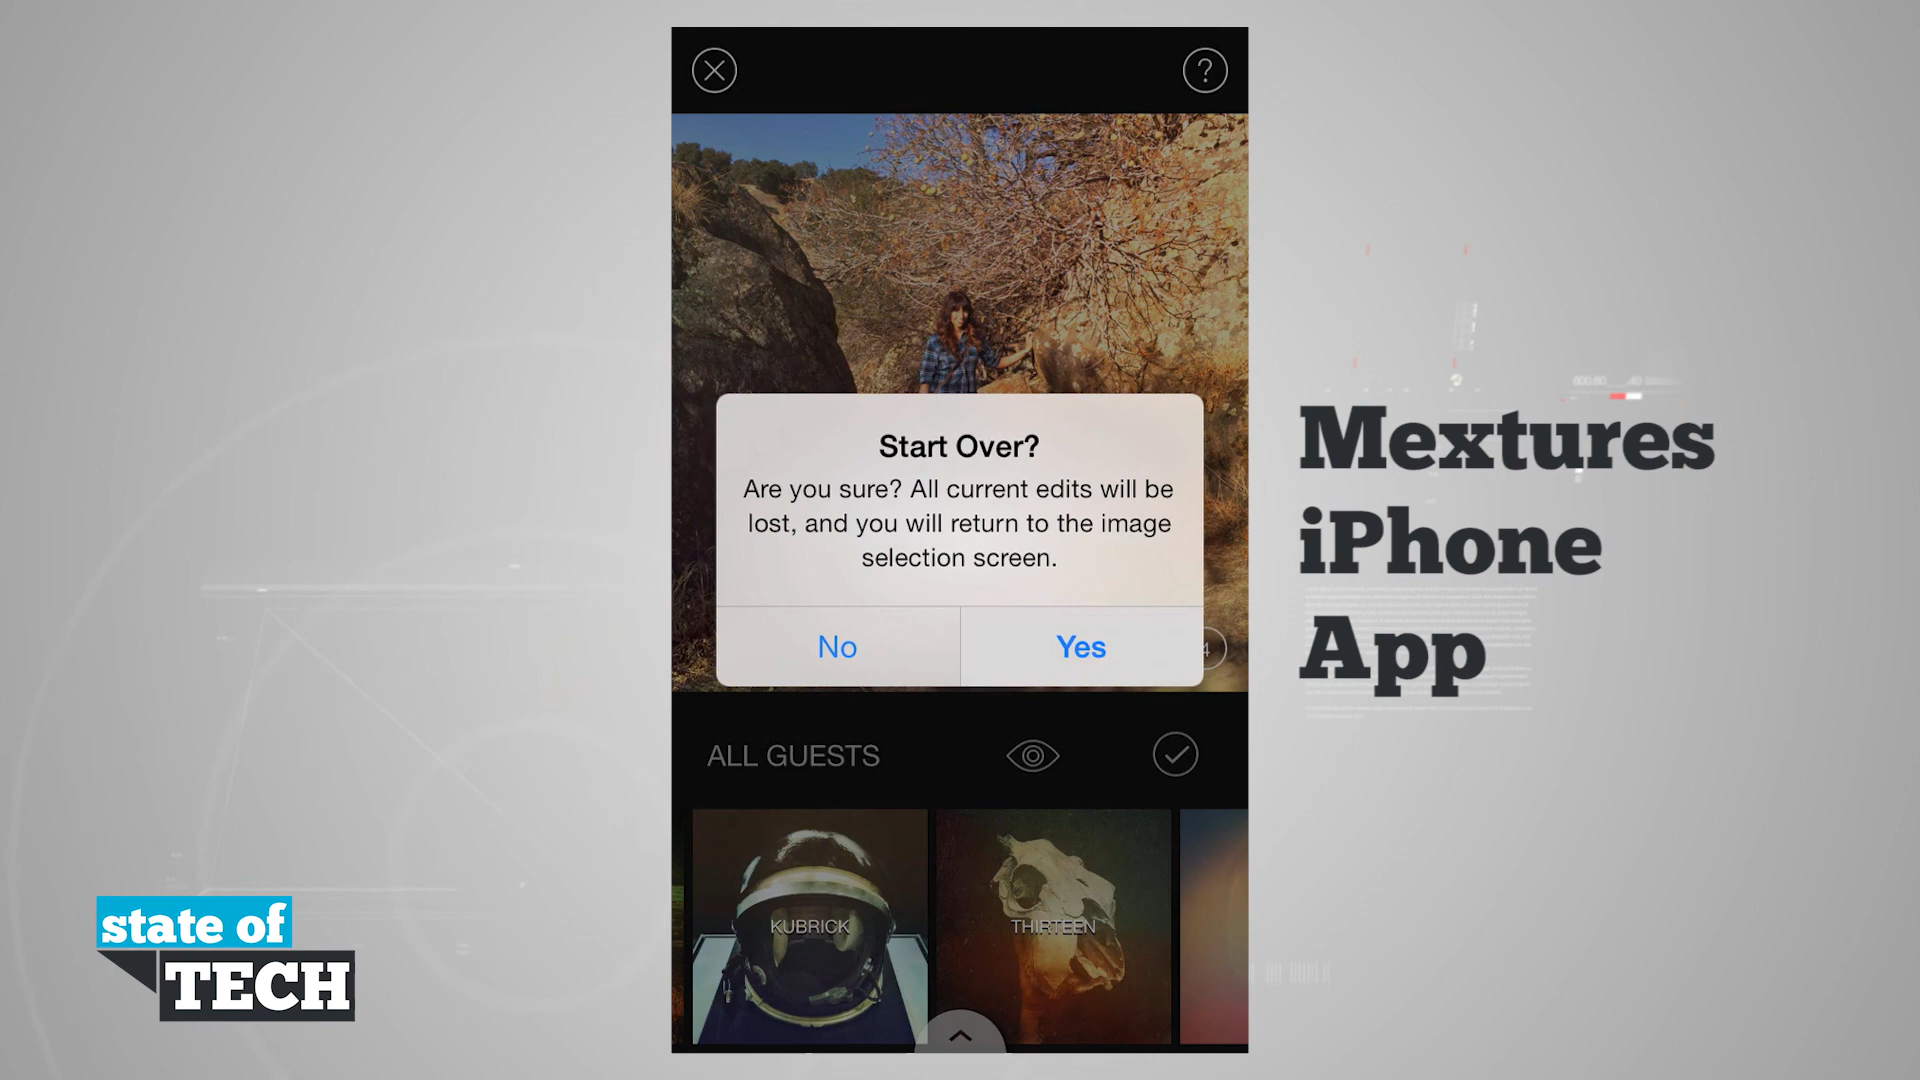 Start Over?
Are you sure? All current edits will be
lost, and you will return to the image
selection screen.
No
Yes
4
ALL GUESTS
KUBRICK
THIRTEEN
Mextures
iPhone
App
state of
TECH